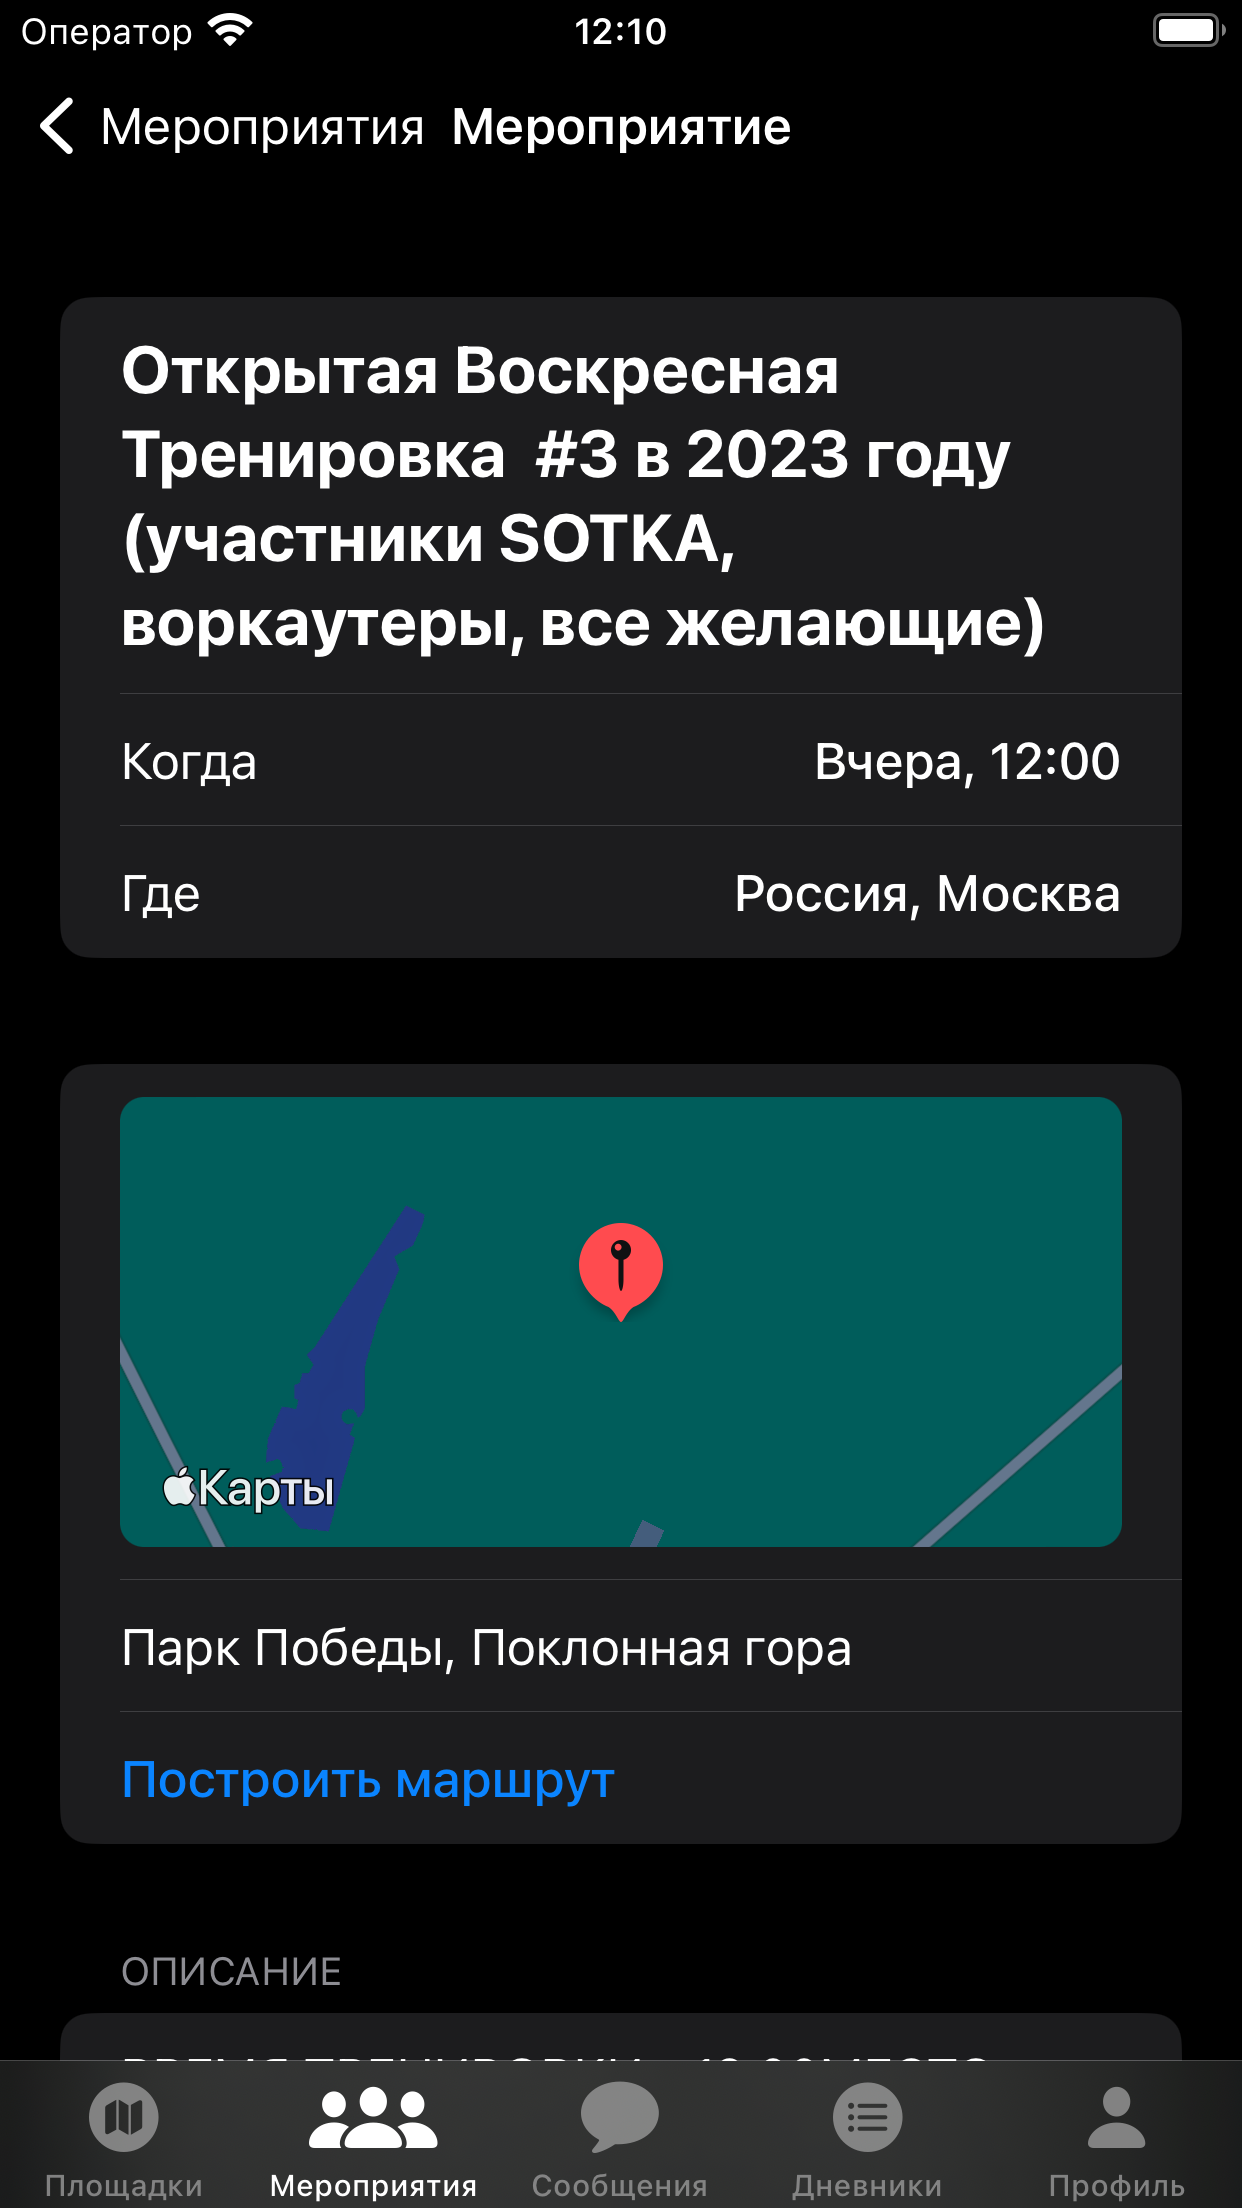 Оператор 12:10
Мероприятия Мероприятие
Открытая Воскресная
Тренировка #3 в 2023 году
(участники SOTKA,
воркаутеры, все желающие)
Когда Вчера, 12:00
Где Россия, Москва
Карты
Парк Победы, Поклонная гора
Построить маршрут
ОПИСАНИЕ
Площадки Мероприятия Сообщения Дневники Профиль